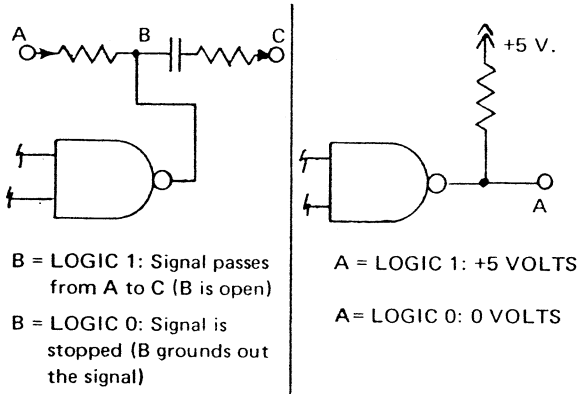 A
B
C
B = LOGIC 1: Signal passes
from A to C (B is open)
B = LOGIC 0: Signal is
stopped (B grounds out
the signal)
+5 V.
A
A = LOGIC 1: +5 VOLTS
A = LOGIC 0: 0 VOLTS